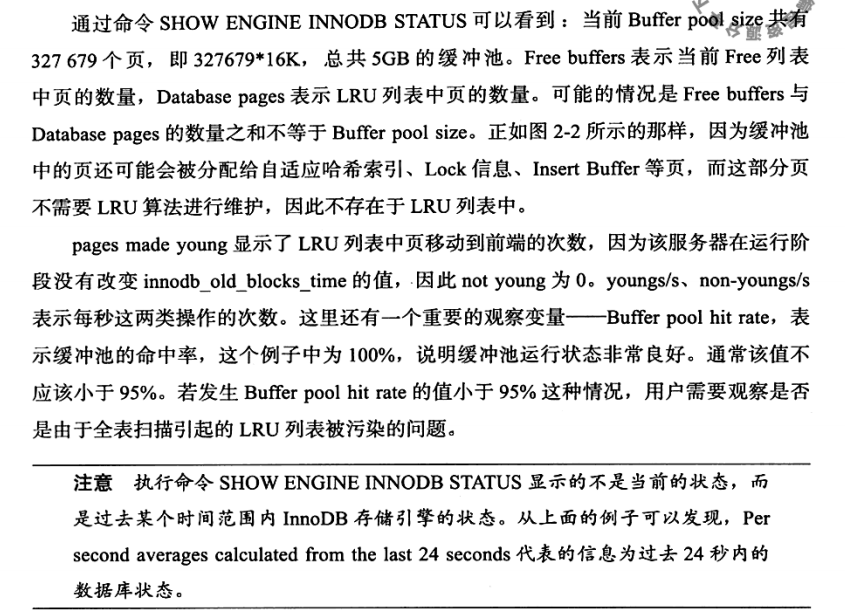 通过命令 SHOW ENGINE INNODB STATUS 可以看到：当前 Buffer pool size 共有
327 679 个页，即 327679*16K，总共 5GB 的缓冲池。Free buffers 表示当前 Free 列表
中页的数量，Database pages 表示 LRU 列表中页的数量。可能的情况是 Free buffers 与
Database pages 的数量之和不等于 Buffer pool size。正如图 2-2 所示的那样，因为缓冲池
中的页还可能会被分配给自适应哈希索引、Lock 信息、Insert Buffer 等页，而这部分页
不需要 LRU 算法进行维护，因此不存在于 LRU 列表中。
pages made young 显示了 LRU 列表中页移动到前端的次数，因为该服务器在运行阶
段没有改变 innodb_old_blocks_time 的值，因此 not young 为 0。youngs/s、non-youngs/s
表示每秒这两类操作的次数。这里还有一个重要的观察变量——Buffer pool hit rate，表
示缓冲池的命中率，这个例子中为 100%，说明缓冲池运行状态非常良好。通常该值不
应该小于 95%。若发生 Buffer pool hit rate 的值小于 95% 这种情况，用户需要观察是否
是由于全表扫描引起的 LRU 列表被污染的问题。
注意 执行命令 SHOW ENGINE INNODB STATUS 显示的不是当前的状态，而
是过去某个时间范围内 InnoDB 存储引擎的状态。从上面的例子可以发现，Per
second averages calculated from the last 24 seconds 代表的信息为过去 24 秒内的
数据库状态。